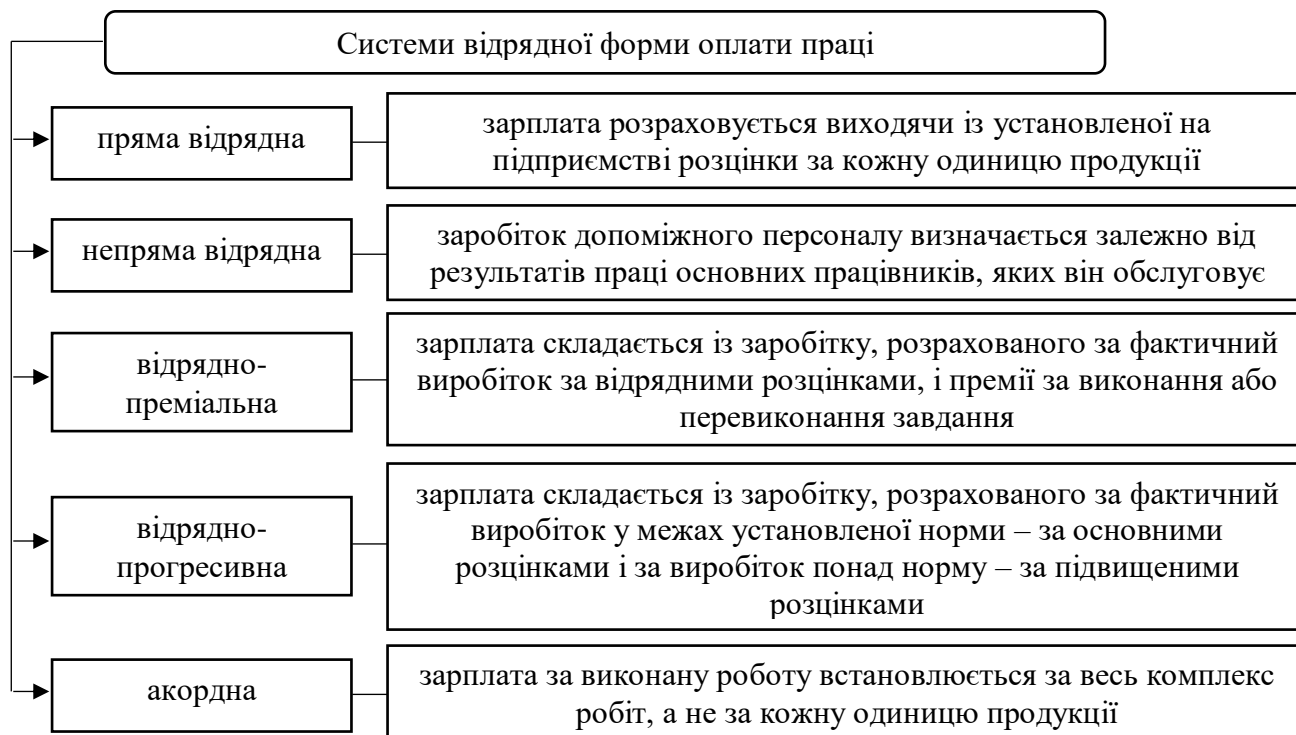 Системи відрядної форми оплати праці
пряма відрядна
зарплата розраховується виходячи із установленої на
підприємстві розцінки за кожну одиницю продукції
непряма відрядна
заробіток допоміжного персоналу визначається залежно від
результатів праці основних працівників, яких він обслуговує
відрядно-
преміальна
зарплата складається із заробітку, розрахованого за фактичний
виробіток за відрядними розцінками, і премії за виконання або
перевиконання завдання
відрядно-
прогресивна
зарплата складається із заробітку, розрахованого за фактичний
виробіток у межах установленої норми – за основними
розцінками і за виробіток понад норму – за підвищеними
розцінками
акордна
зарплата за виконану роботу встановлюється за весь комплекс
робіт, а не за кожну одиницю продукції